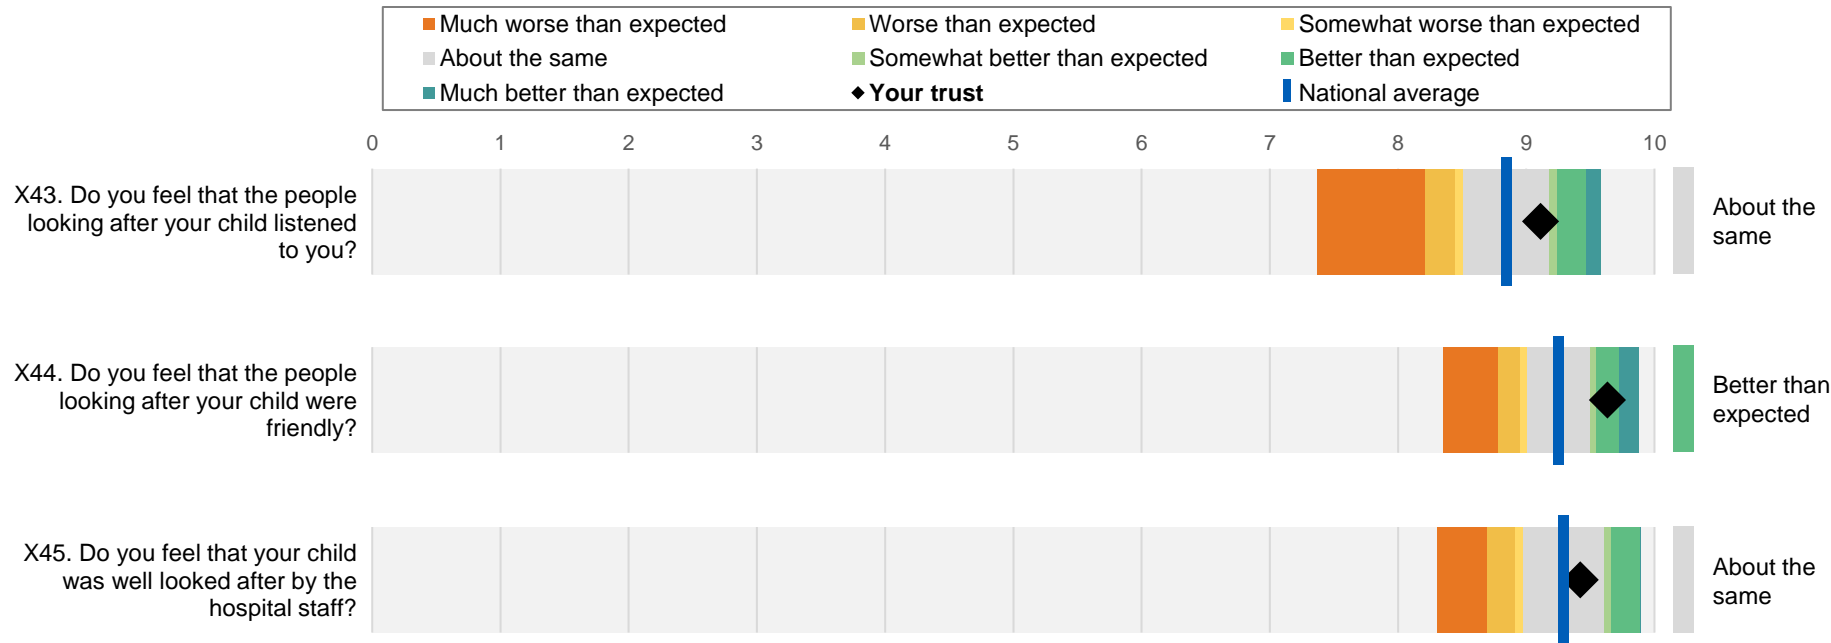 Much worse than expected
Worse than expected
Somewhat worse than expected
About the same
Somewhat better than expected
Better than expected
Much better than expected
Your trust
National average
0 1 2 3 4 5 6 7 8 9 10
X43. Do you feel that the people
looking after your child listened
to you?
About the
same
X44. Do you feel that the people
looking after your child were
friendly?
Better than
expected
X45. Do you feel that your child
was well looked after by the
hospital staff?
About the
same